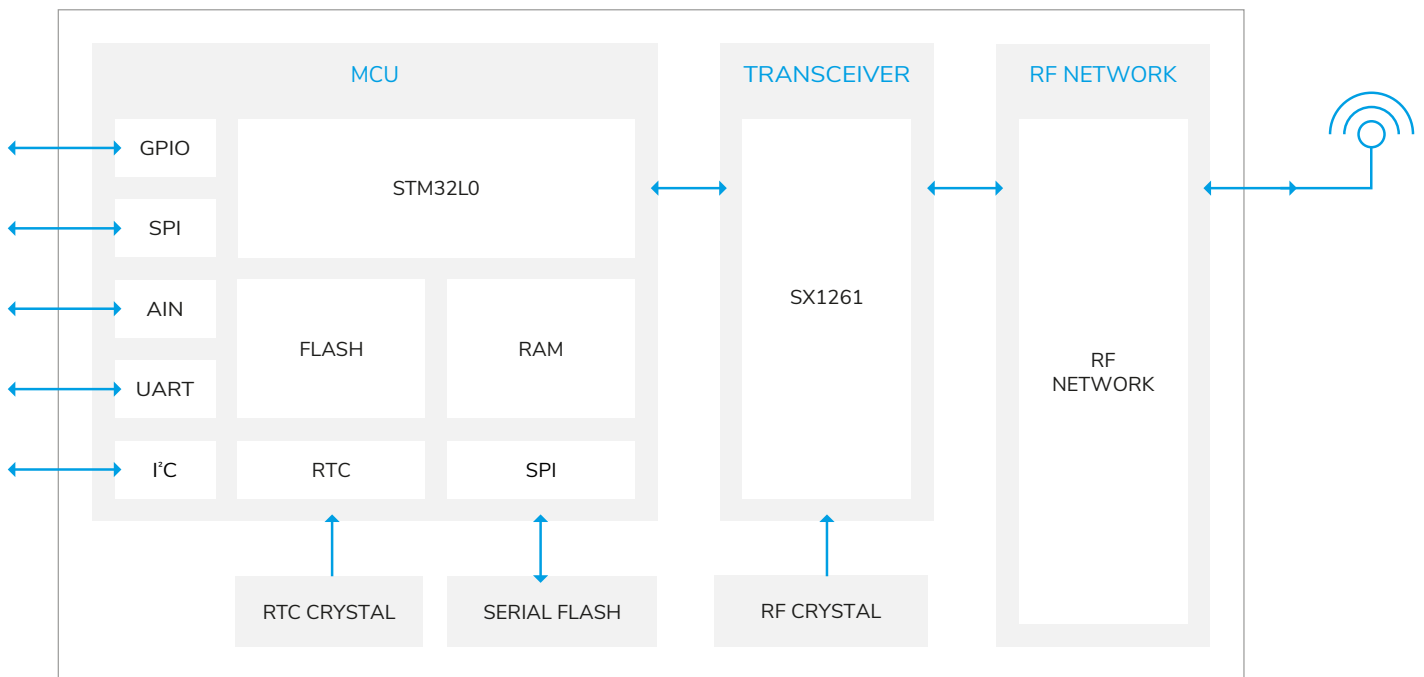 MCU
TRANSCEIVER
RF NETWORK
GPIO
STM32L0
SPI
AIN
SX1261
FLASH
RAM
RF
NETWORK
UART
I²C
RTC
SPI
RTC CRYSTAL
SERIAL FLASH
RF CRYSTAL